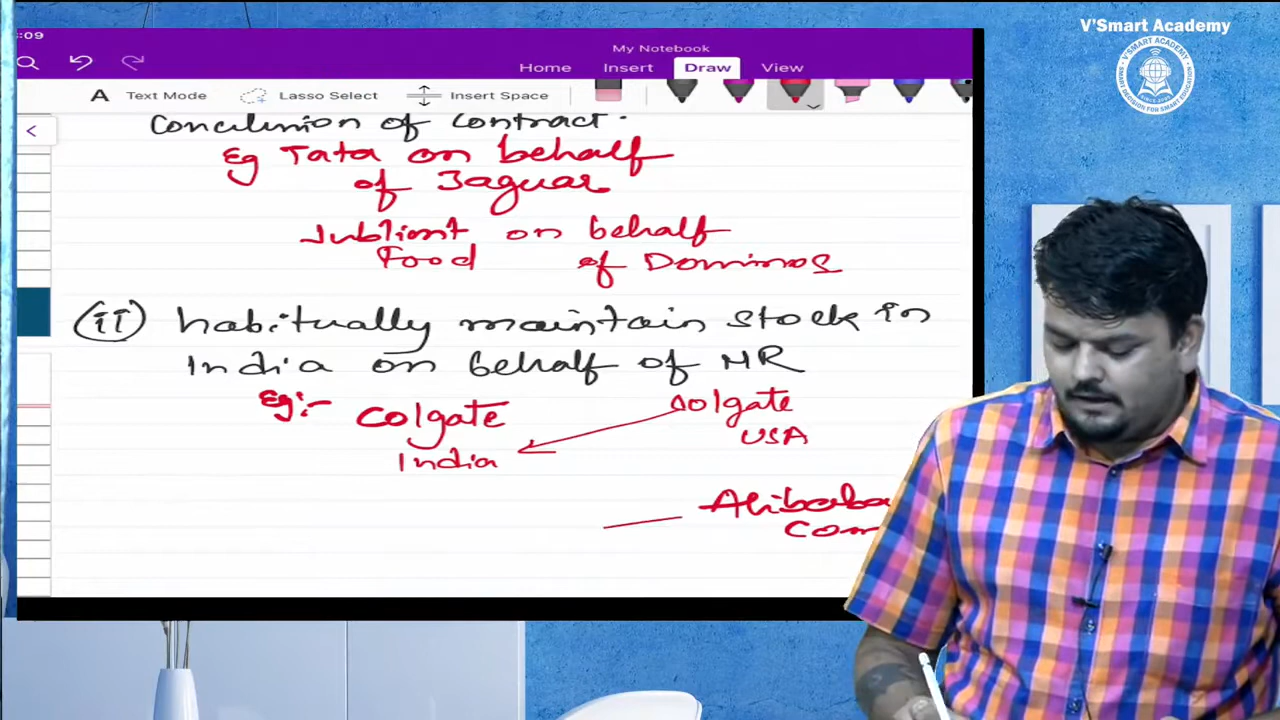 V'Smart Academy
:09
My Notebook
Home Insert Draw View
A Text Mode Lasso Select Insert Space
Conclusion of Contract.
Eg Tata on behalf
of Jaguar
on behalf
Food of Dominos
(ii) habitually maintain stock in
India on behalf of NR
Eg:- Colgate Colgate
USA
India
Alibaba
Com